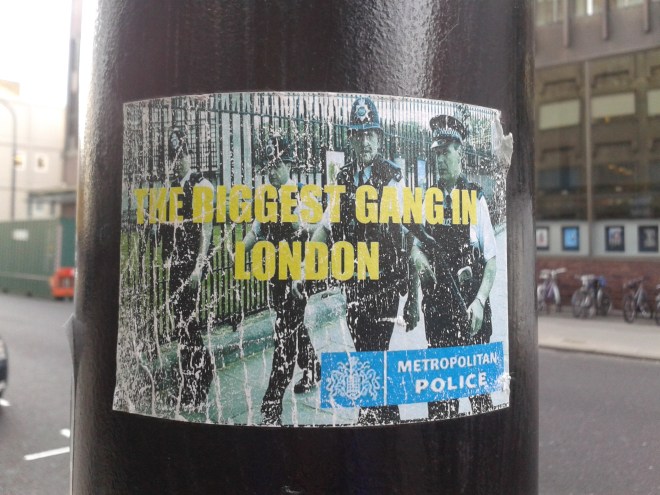 THE BIGGEST GANG IN
LONDON
METROPOLITAN
POLICE